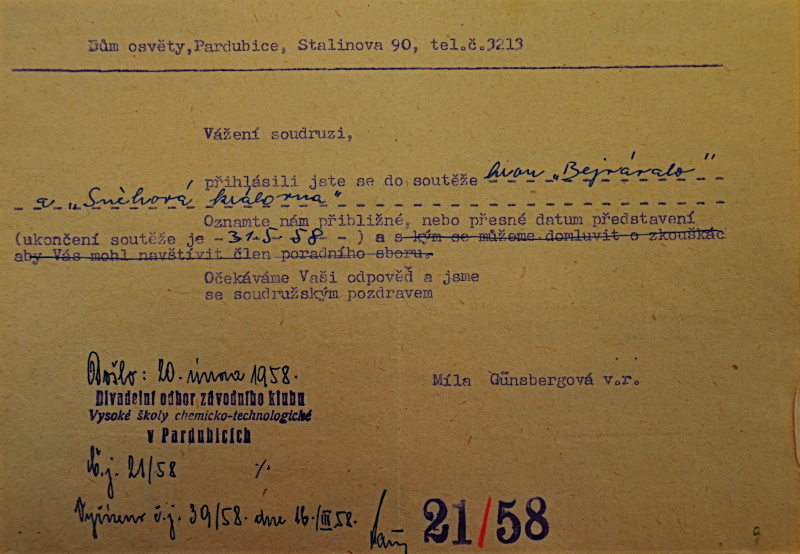 Dům osvěty, Pardubice, Stalinova 90, tel.č.3213
Vážení soudruzi,
přihlásili jste se do soutěže hrou „Bejvávalo"
a „Sněhová královna"
Oznamte nám přibližné, nebo přesné datum představení
(ukončení soutěže je -31.5.58- -) a s kým se můžeme domluvit o zkouškác
aby Vás mohl navštívit člen poradního sboru.
Očekáváme Vaši odpověď a jsme
se soudružským pozdravem
Došlo: 20. února 1958.
Míla Günsbergová v.r.
Divadelní odbor závodního klubu
Vysoké školy chemicko-technologické
v Pardubicích
Č.j. 21/58 %
Vyřízeno č.j. 39/58. dne 16./III.58.
21/58
9